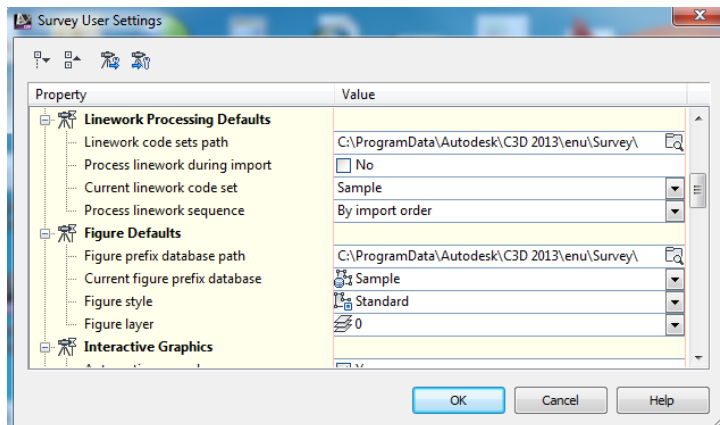 Survey User Settings
Property Value
Linework Processing Defaults
Linework code sets path C:\ProgramData\Autodesk\C3D 2013\enu\Survey\
Process linework during import No
Current linework code set Sample
Process linework sequence By import order
Figure Defaults
Figure prefix database path C:\ProgramData\Autodesk\C3D 2013\enu\Survey\
Current figure prefix database Sample
Figure style Standard
Figure layer 0
Interactive Graphics
OK Cancel Help